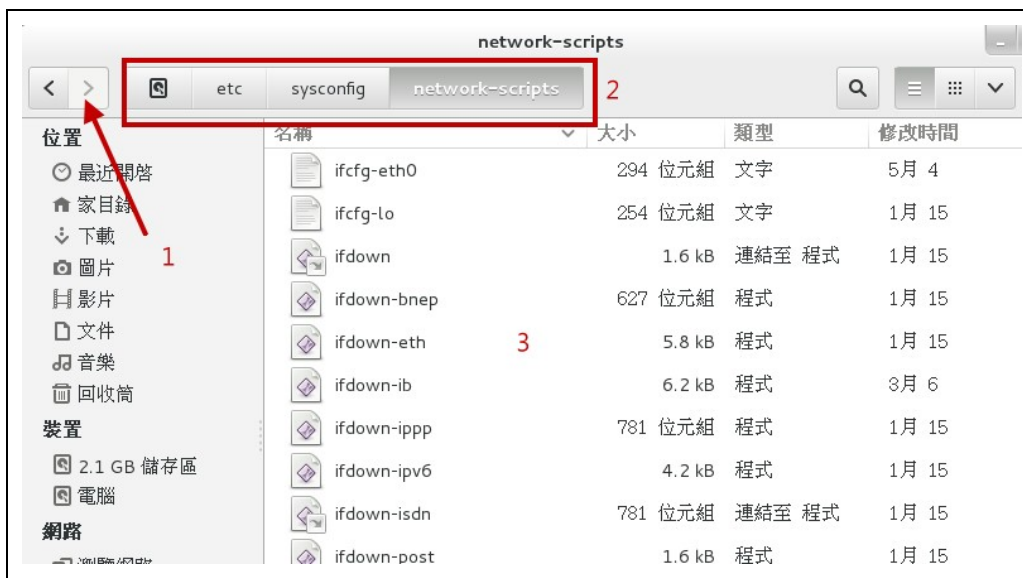 network-scripts
etc sysconfig network-scripts 2
位置 名稱 大小 類型 修改時間
最近開啓 ifcfg-eth0 294 位元組 文字 5月 4
家目錄 ifcfg-lo 254 位元組 文字 1月 15
下載 1 ifdown 1.6 kB 連結至 程式 1月 15
圖片
影片 ifdown-bnep 627 位元組 程式 1月 15
文件 ifdown-eth 3 5.8 kB 程式 1月 15
音樂
回收筒 ifdown-ib 6.2 kB 程式 3月 6
裝置 ifdown-ippp 781 位元組 程式 1月 15
2.1 GB 儲存區 ifdown-ipv6 4.2 kB 程式 1月 15
電腦
網路 ifdown-isdn 781 位元組 連結至 程式 1月 15
瀏覽網路 ifdown-post 1.6 kB 程式 1月 15